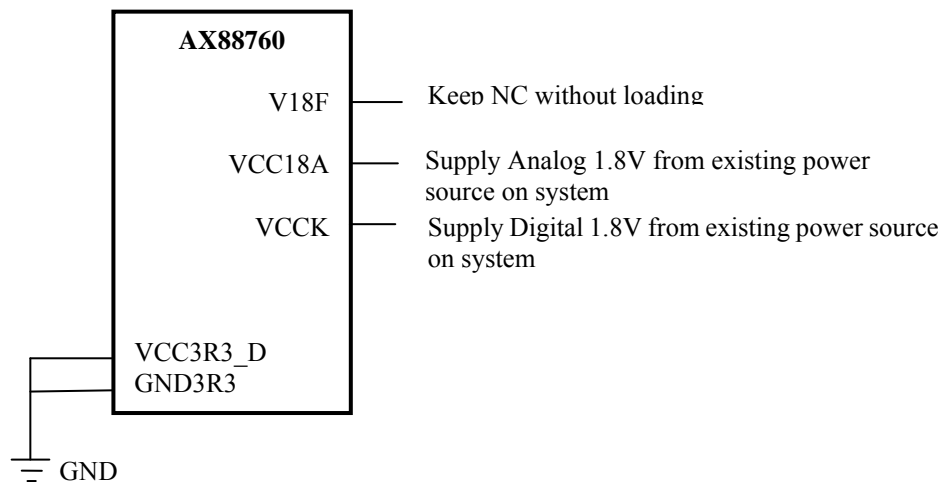 AX88760
V18F
Keep NC without loading
VCC18A
Supply Analog 1.8V from existing power
source on system
VCCK
Supply Digital 1.8V from existing power source
on system
VCC3R3_D
GND3R3
GND